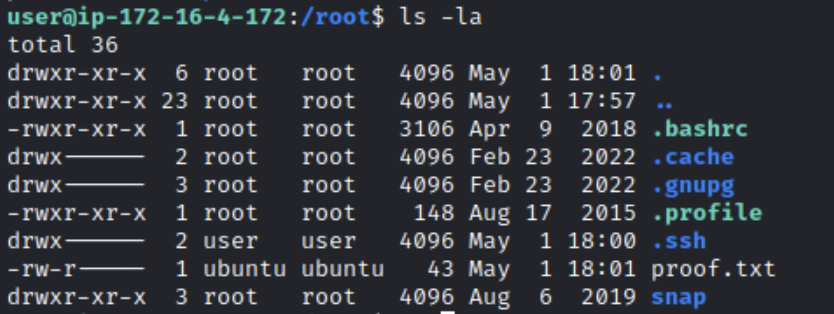 user@ip-172-16-4-172:/root$ ls -la
total 36
drwxr-xr-x  6 root   root   4096 May  1 18:01 .
drwxr-xr-x 23 root   root   4096 May  1 17:57 ..
-rwxr-xr-x  1 root   root   3106 Apr  9  2018 .bashrc
drwx------  2 root   root   4096 Feb 23  2022 .cache
drwx------  3 root   root   4096 Feb 23  2022 .gnupg
-rwxr-xr-x  1 root   root    148 Aug 17  2015 .profile
drwx------  2 user   user   4096 May  1 18:00 .ssh
-rw-r-----  1 ubuntu ubuntu   43 May  1 18:01 proof.txt
drwxr-xr-x  3 root   root   4096 Aug  6  2019 snap